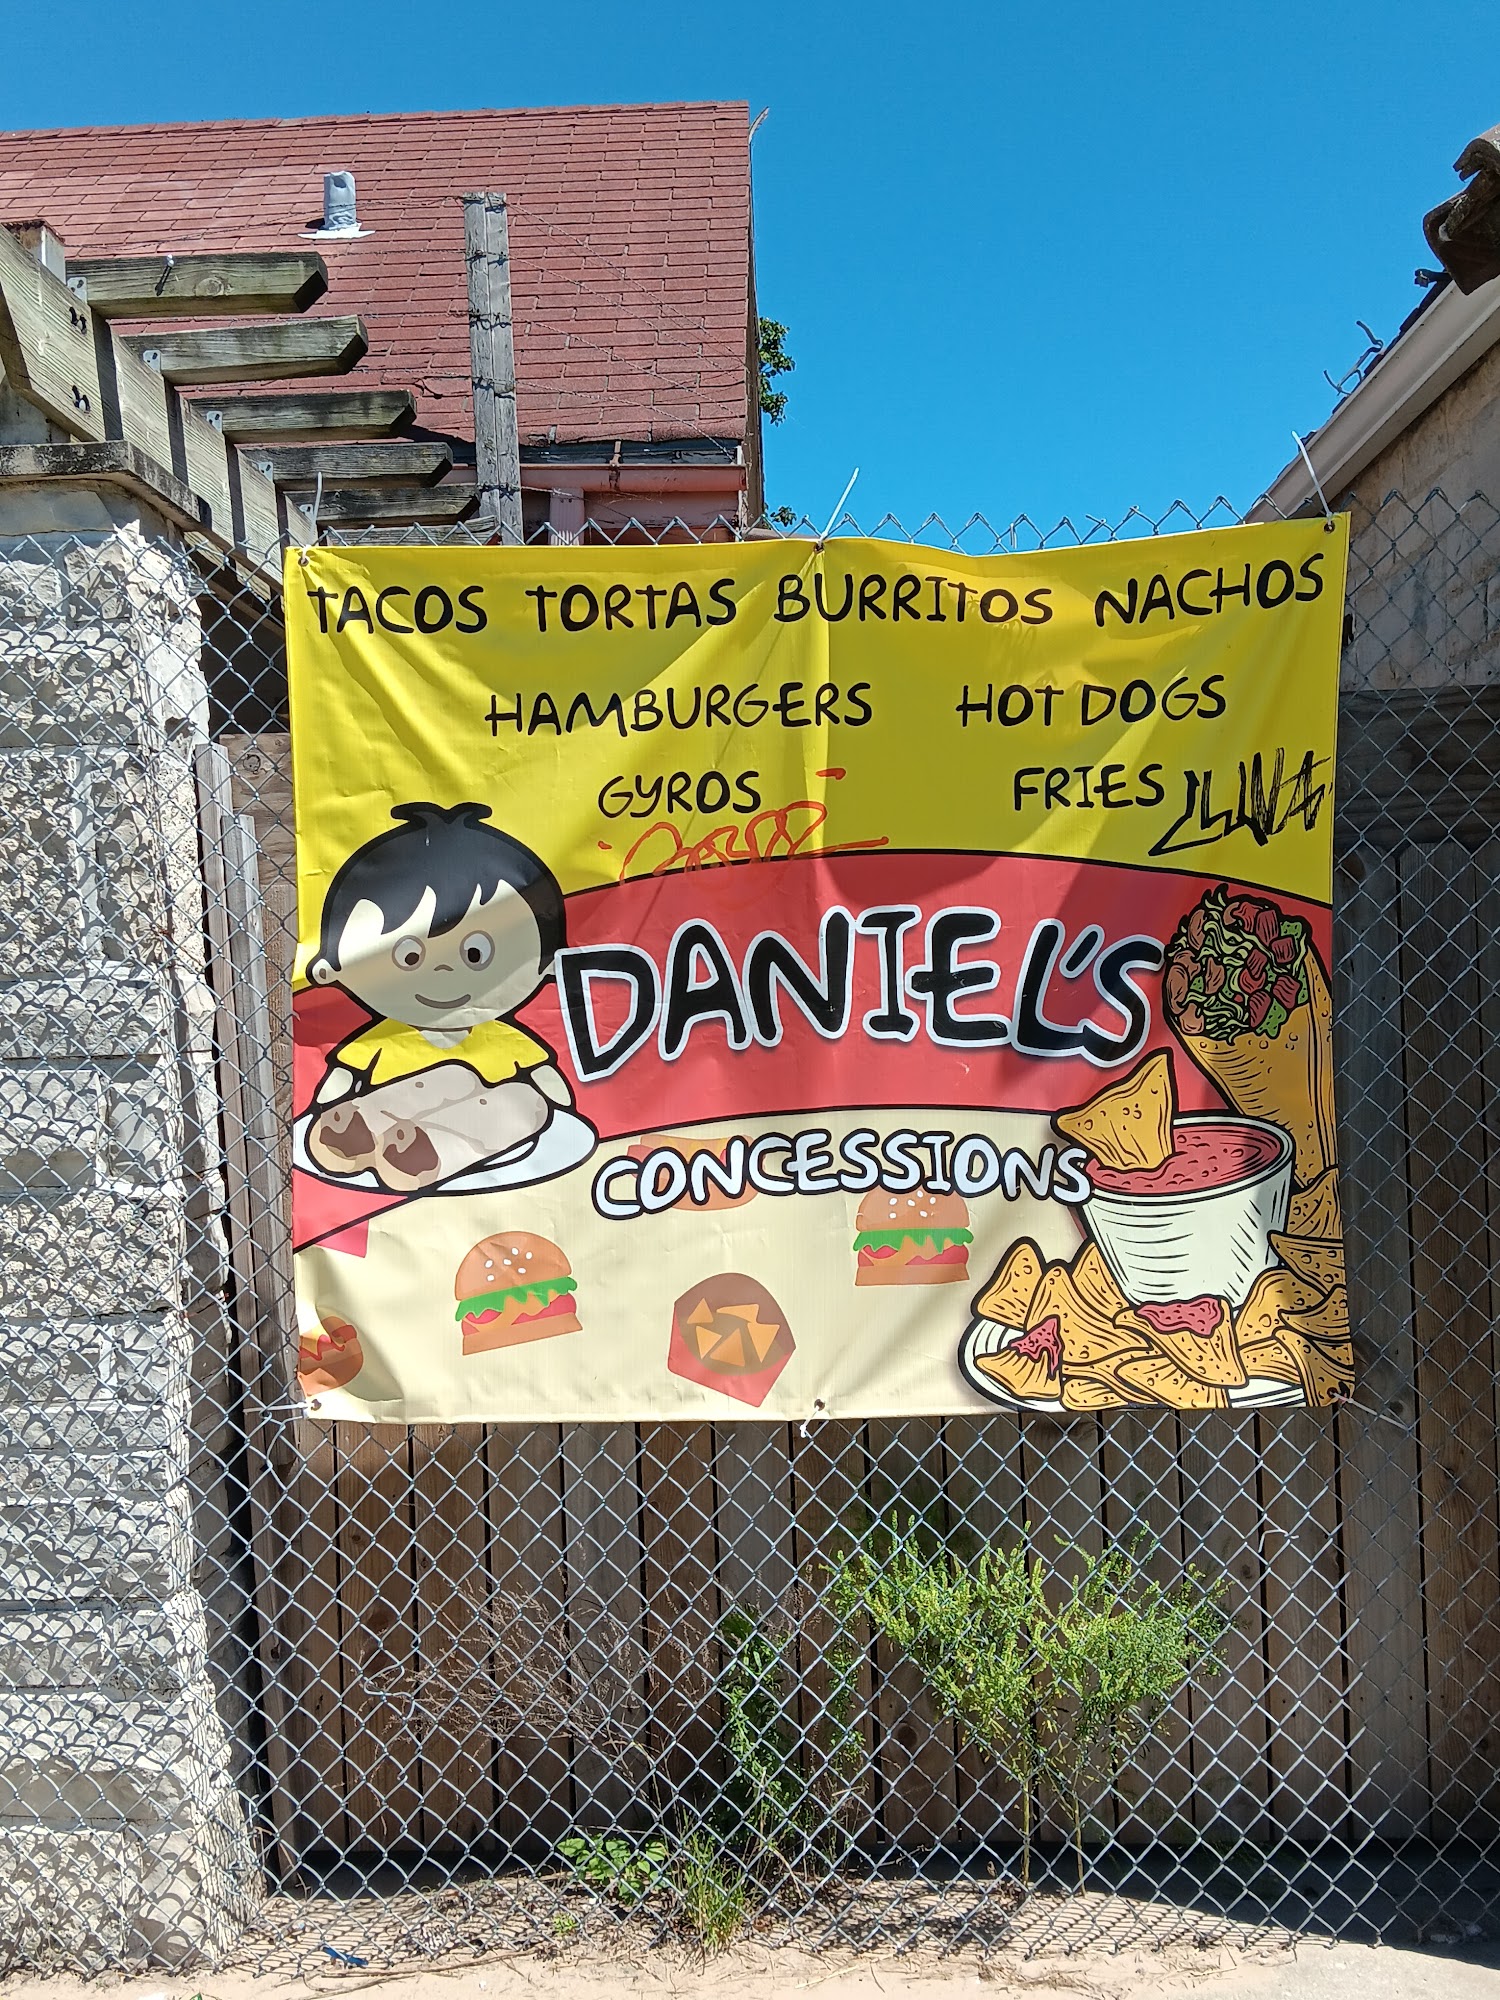 TACOS TORTAS BURRITOS NACHOS
HAMBURGERS HOT DOGS
GYROS FRIES
DANIEL'S
CONCESSIONS